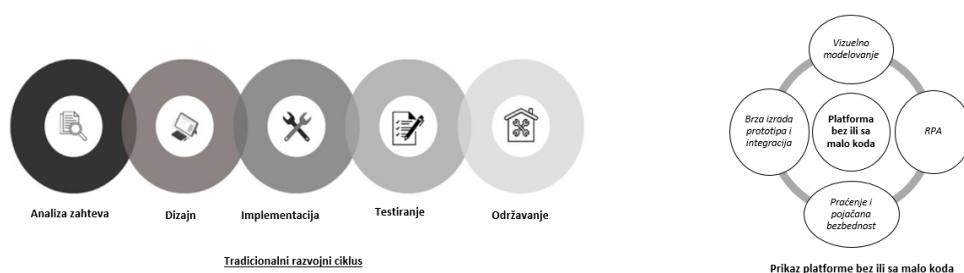 Analiza zahteva
Dizajn
Implementacija
Testiranje
Održavanje
Tradicionalni razvojni ciklus
Vizuelno
modelovanje
Brza izrada
prototipa i
integracija
Platforma
bez ili sa
malo koda
RPA
Praćenje i
pojačana
bezbednost
Prikaz platforme bez ili sa malo koda